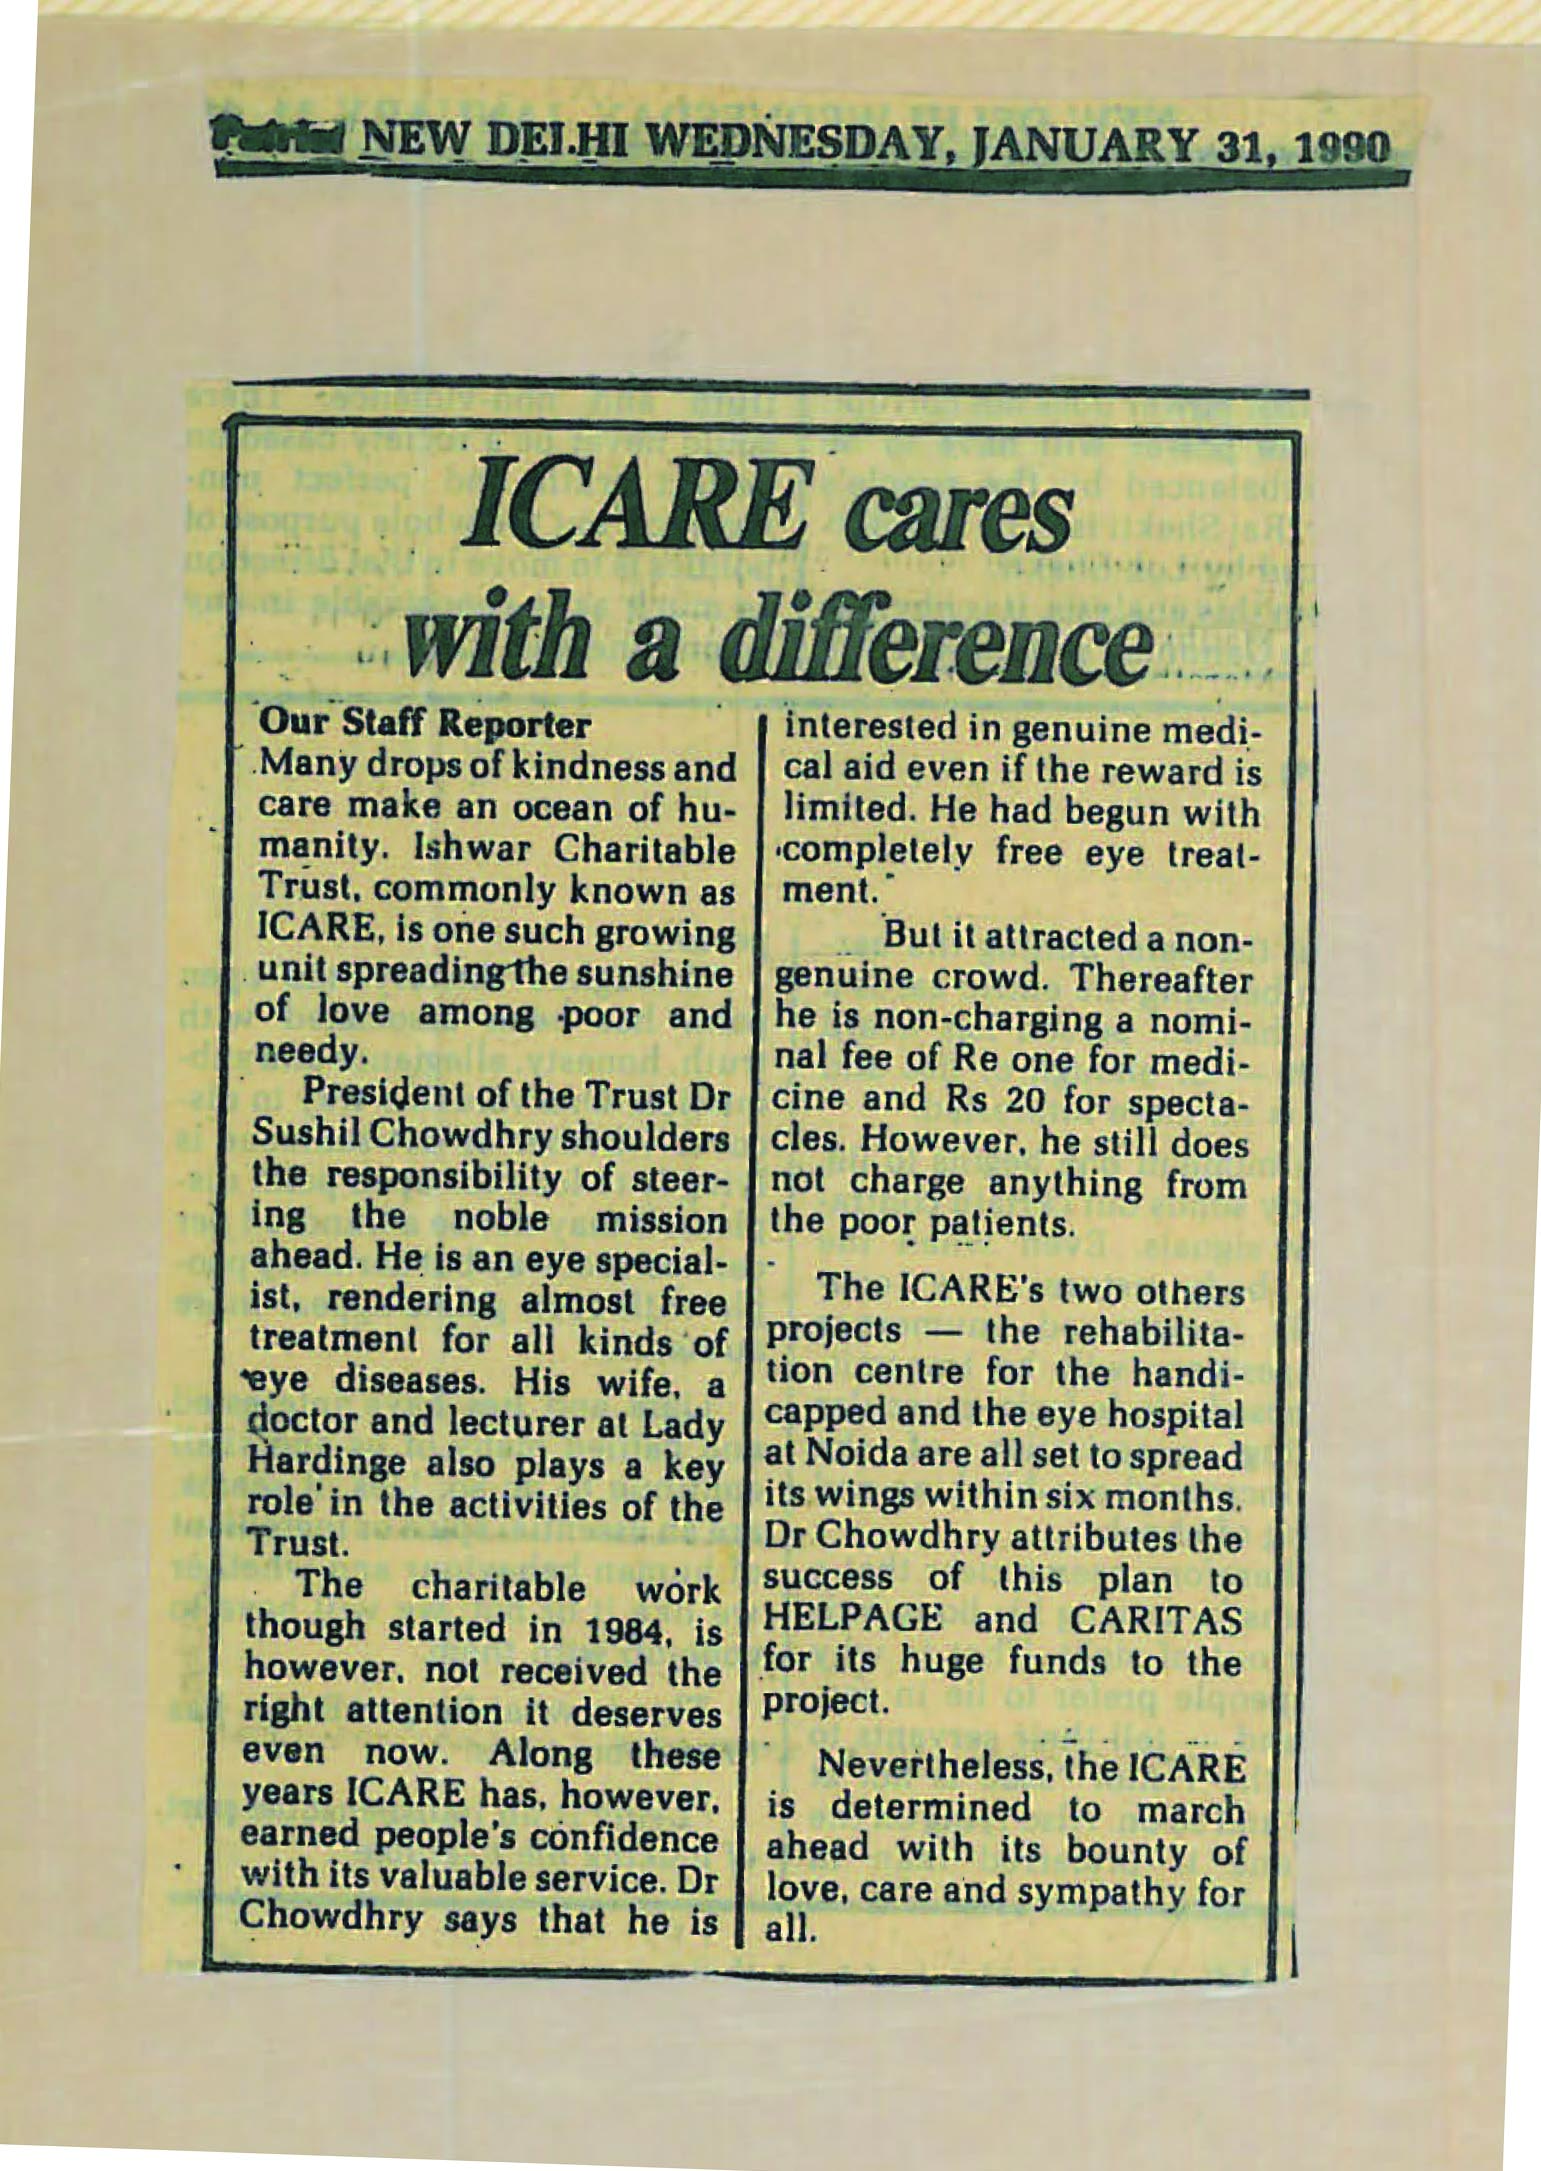 NEW DELHI WEDNESDAY, JANUARY 31, 1990
ICARE cares
with a difference
Our Staff Reporter
Many drops of kindness and
care make an ocean of hu-
manity. Ishwar Charitable
Trust, commonly known as
ICARE, is one such growing
unit spreading the sunshine
of love among poor and
needy.
President of the Trust Dr
Sushil Chowdhry shoulders
the responsibility of steer-
ing the noble mission
ahead. He is an eye special-
ist, rendering almost free
treatment for all kinds of
eye diseases. His wife, a
doctor and lecturer at Lady
Hardinge also plays a key
role in the activities of the
Trust.
The charitable work
though started in 1984, is
however, not received the
right attention it deserves
even now. Along these
years ICARE has, however,
earned people's confidence
with its valuable service. Dr
Chowdhry says that he is
interested in genuine medi-
cal aid even if the reward is
limited. He had begun with
completely free eye treat-
ment.
But it attracted a non-
genuine crowd. Thereafter
he is non-charging a nomi-
nal fee of Re one for medi-
cine and Rs 20 for specta-
cles. However, he still does
not charge anything from
the poor patients.
The ICARE's two others
projects — the rehabilita-
tion centre for the handi-
capped and the eye hospital
at Noida are all set to spread
its wings within six months.
Dr Chowdhry attributes the
success of this plan to
HELPAGE and CARITAS
for its huge funds to the
project.
Nevertheless, the ICARE
is determined to march
ahead with its bounty of
love, care and sympathy for
all.